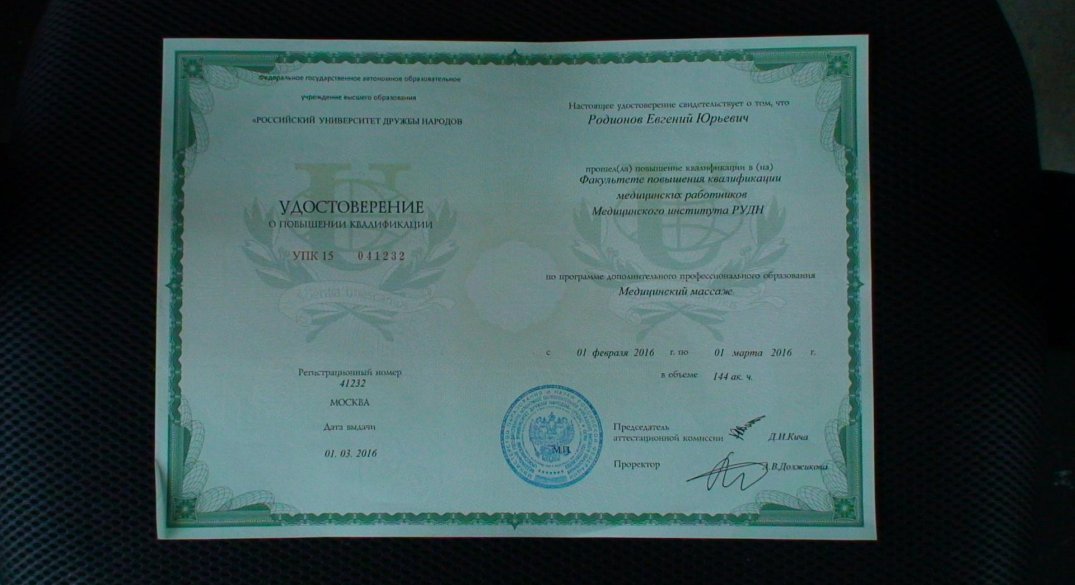 Федеральное государственное автономное образовательное
учреждение высшего образования
«РОССИЙСКИЙ УНИВЕРСИТЕТ ДРУЖБЫ НАРОДОВ
УДОСТОВЕРЕНИЕ
О ПОВЫШЕНИИ КВАЛИФИКАЦИИ
УПК 15 041232
Регистрационный номер
41232
МОСКВА
Дата выдачи
01. 03. 2016
Настоящее удостоверение свидетельствует о том, что
Родионов Евгений Юрьевич
прошел(ла) повышение квалификации в (на)
Факультете повышения квалификации
медицинских работников
Медицинского института РУДН
по программе дополнительного профессионального образования
Медицинский массаж
с 01 февраля 2016 г. по 01 марта 2016 г.
в объеме 144 ак. ч.
М.П.
Председатель
аттестационной комиссии Д.И.Кича
Проректор А.В.Должикова